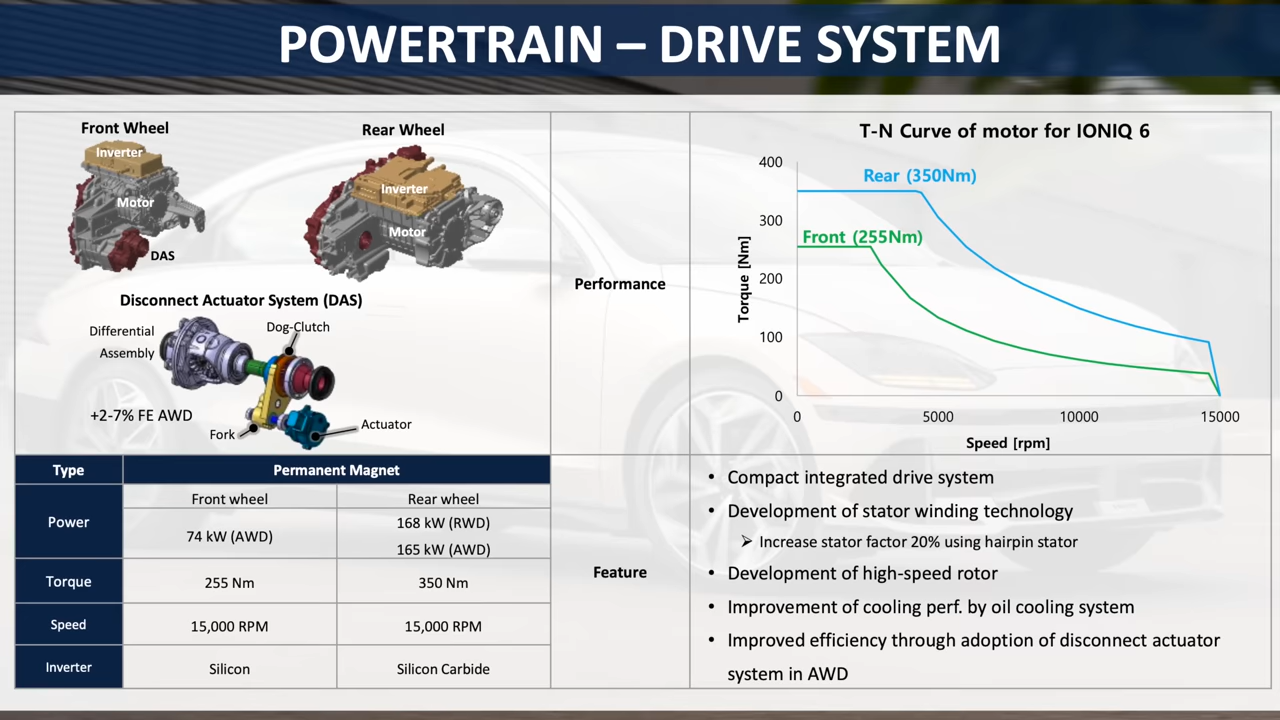 POWERTRAIN – DRIVE SYSTEM
Front Wheel
Rear Wheel
Inverter
Motor
DAS
Inverter
Motor
Disconnect Actuator System (DAS)
Differential
Assembly
Dog-Clutch
+2-7% FE AWD
Fork
Actuator
Performance
T-N Curve of motor for IONIQ 6
Torque [Nm]
400
300
200
100
0
Rear (350Nm)
Front (255Nm)
0 5000 10000 15000
Speed [rpm]
Type Permanent Magnet
Power
Front wheel Rear wheel
74 kW (AWD)
168 kW (RWD)
165 kW (AWD)
Torque 255 Nm 350 Nm
Speed 15,000 RPM 15,000 RPM
Inverter Silicon Silicon Carbide
Feature
• Compact integrated drive system
• Development of stator winding technology
➢ Increase stator factor 20% using hairpin stator
• Development of high-speed rotor
• Improvement of cooling perf. by oil cooling system
• Improved efficiency through adoption of disconnect actuator
system in AWD